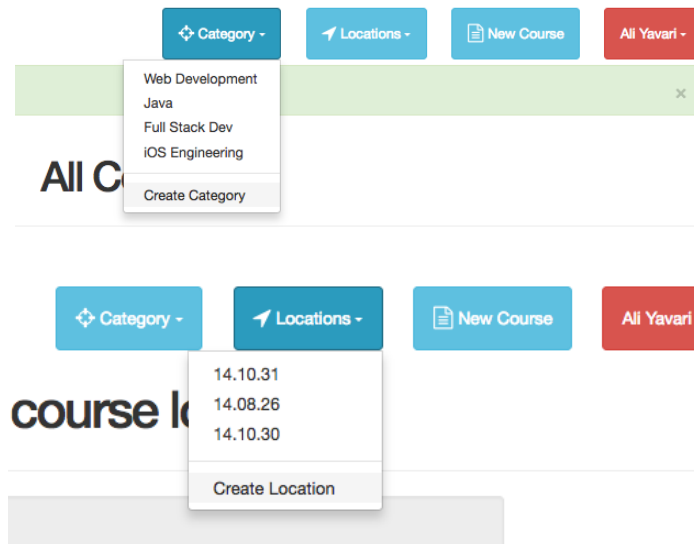 Category Locations New Course Ali Yavari
Web Development
×
Java
Full Stack Dev
iOS Engineering
All C
Create Category
Category Locations New Course Ali Yavari
14.10.31
14.08.26
course l
14.10.30
Create Location